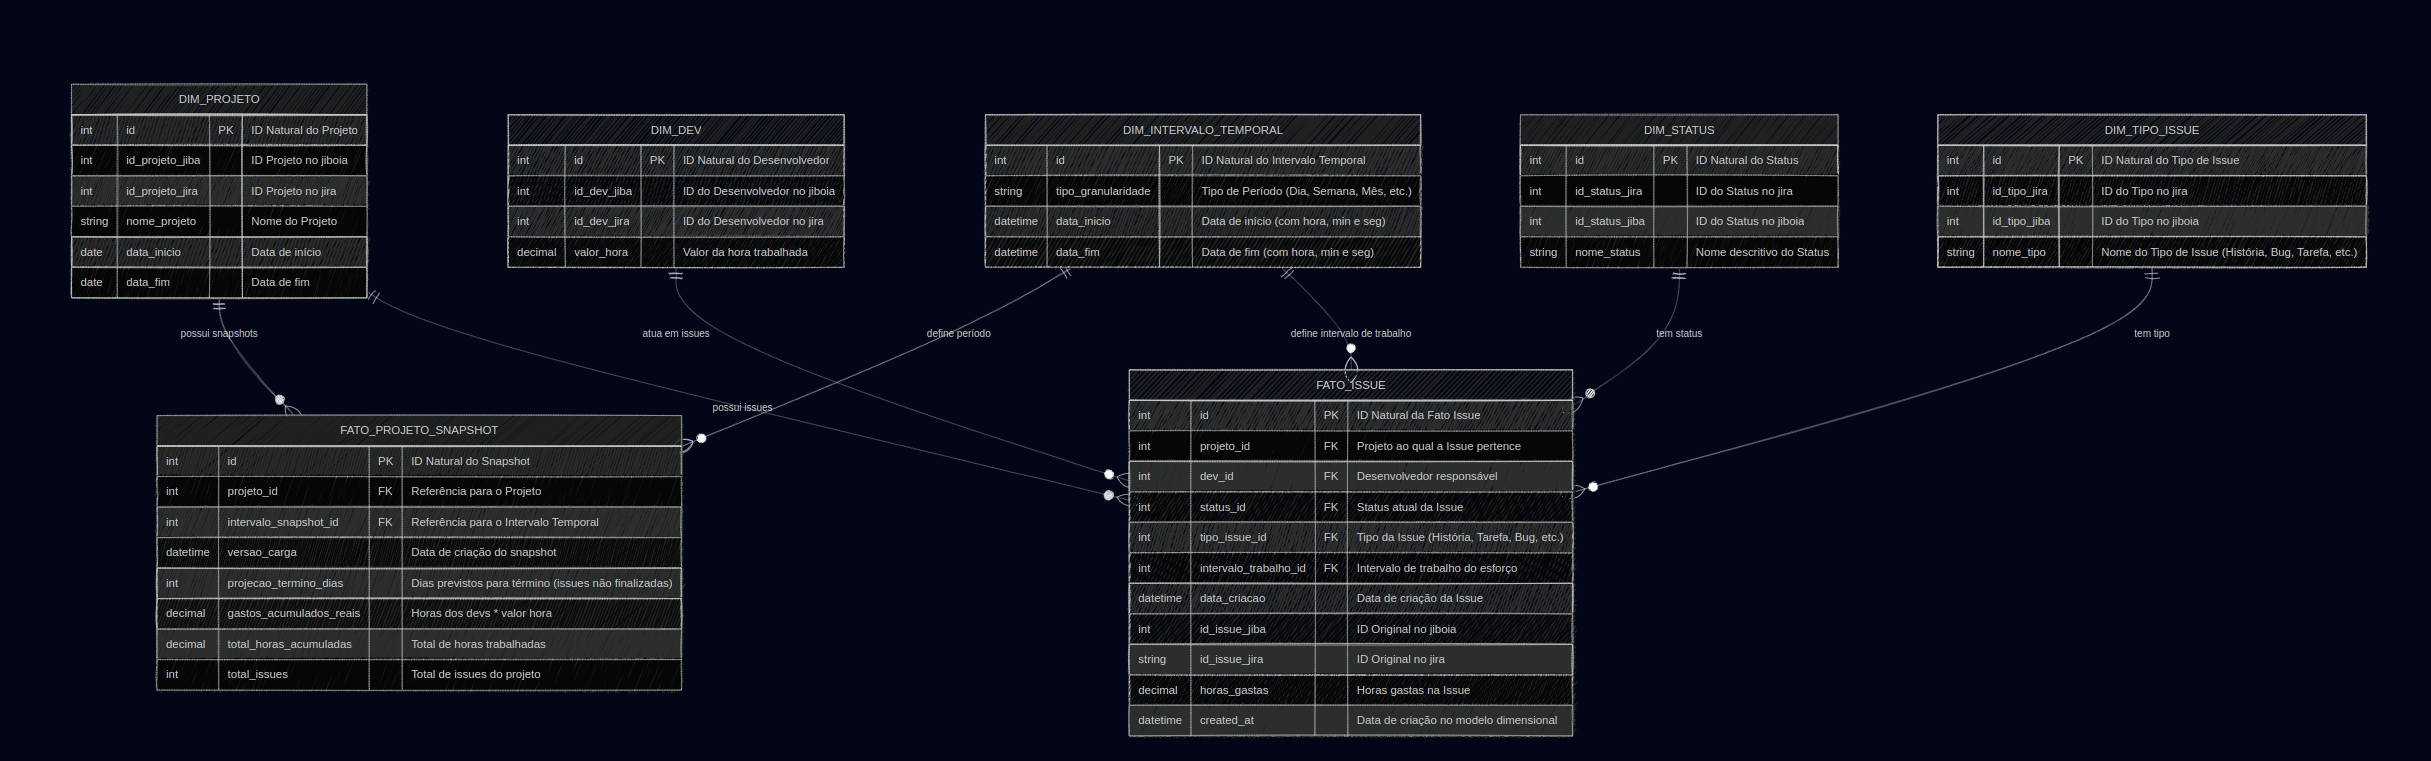 DIM_PROJETO
int id PK ID Natural do Projeto
int id_projeto_jiba ID Projeto no jiboia
int id_projeto_jira ID Projeto no jira
string nome_projeto Nome do Projeto
date data_inicio Data de início
date data_fim Data de fim
DIM_DEV
int id PK ID Natural do Desenvolvedor
int id_dev_jiba ID do Desenvolvedor no jiboia
int id_dev_jira ID do Desenvolvedor no jira
decimal valor_hora Valor da hora trabalhada
DIM_INTERVALO_TEMPORAL
int id PK ID Natural do Intervalo Temporal
string tipo_granularidade Tipo de Período (Dia, Semana, Mês, etc.)
datetime data_inicio Data de início (com hora, min e seg)
datetime data_fim Data de fim (com hora, min e seg)
DIM_STATUS
int id PK ID Natural do Status
int id_status_jira ID do Status no jira
int id_status_jiba ID do Status no jiboia
string nome_status Nome descritivo do Status
DIM_TIPO_ISSUE
int id PK ID Natural do Tipo de Issue
int id_tipo_jira ID do Tipo no jira
int id_tipo_jiba ID do Tipo no jiboia
string nome_tipo Nome do Tipo de Issue (História, Bug, Tarefa, etc.)
possui snapshots
atua em issues
define período
define intervalo de trabalho
tem status
tem tipo
possui issues
FATO_PROJETO_SNAPSHOT
int id PK ID Natural do Snapshot
int projeto_id FK Referência para o Projeto
int intervalo_snapshot_id FK Referência para o Intervalo Temporal
datetime versao_carga Data de criação do snapshot
int projecao_termino_dias Dias previstos para término (issues não finalizadas)
decimal gastos_acumulados_reais Horas dos devs * valor hora
decimal total_horas_acumuladas Total de horas trabalhadas
int total_issues Total de issues do projeto
FATO_ISSUE
int id PK ID Natural da Fato Issue
int projeto_id FK Projeto ao qual a Issue pertence
int dev_id FK Desenvolvedor responsável
int status_id FK Status atual da Issue
int tipo_issue_id FK Tipo da Issue (História, Tarefa, Bug, etc.)
int intervalo_trabalho_id FK Intervalo de trabalho do esforço
datetime data_criacao Data de criação da Issue
int id_issue_jiba ID Original no jiboia
string id_issue_jira ID Original no jira
decimal horas_gastas Horas gastas na Issue
datetime created_at Data de criação no modelo dimensional